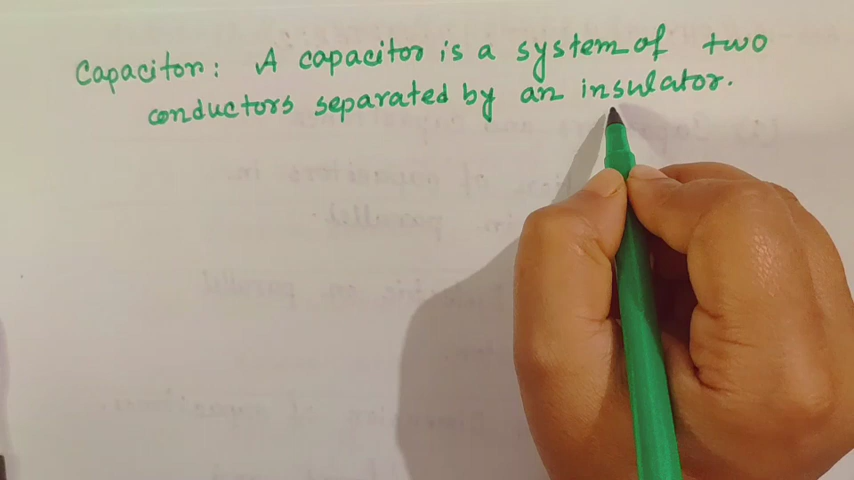 Capacitor: A capacitor is a system of two
conductors separated by an insulator.